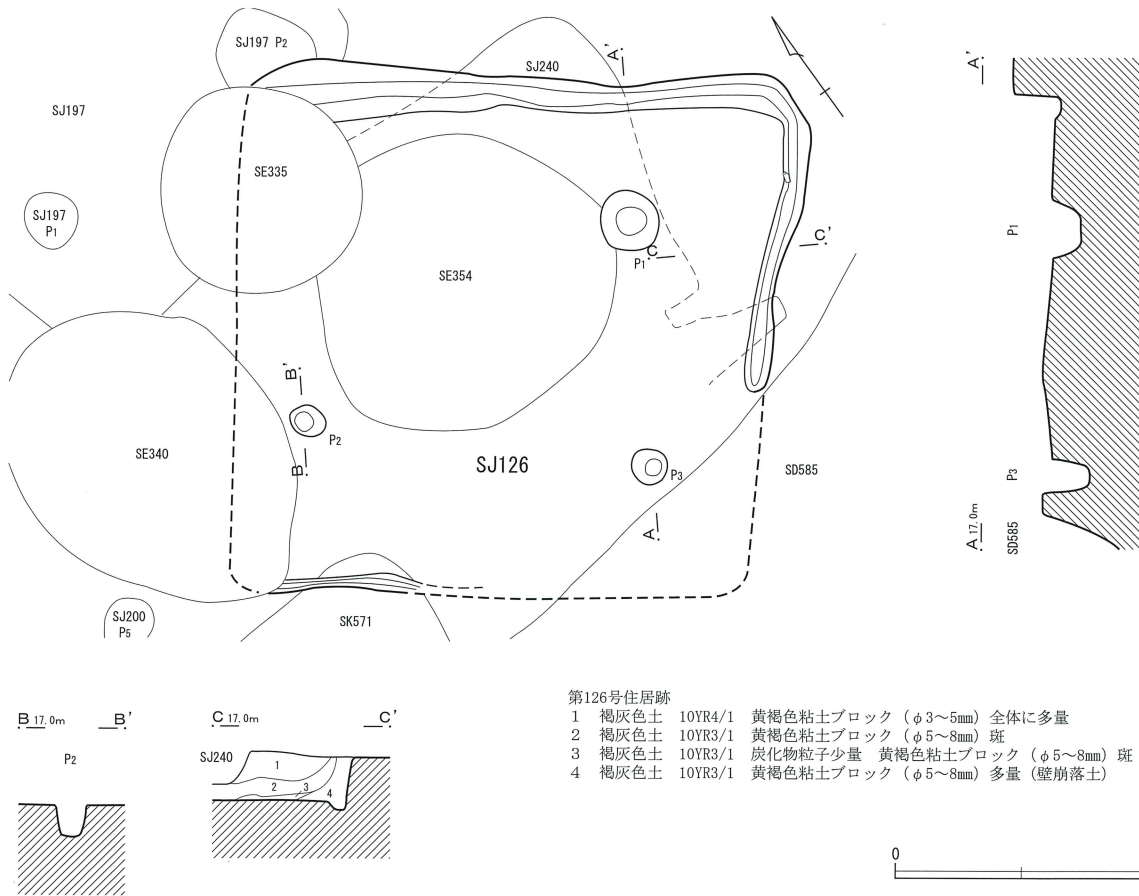 SJ197 P2
SJ240
A'
A'
SJ197
SE335
SJ197
P1
P1
C'
C
P1
SE354
B'
P2
SE340
B
SJ126
P3
SD585
P3
A
A 17.0m
SD585
SJ200
P5
SK571
B 17.0m B'
P2
C 17.0m C'
SJ240
1
2
3
4
第126号住居跡
1 褐灰色土 10YR4/1 黄褐色粘土ブロック(φ3~5mm)全体に多量
2 褐灰色土 10YR3/1 黄褐色粘土ブロック(φ5~8mm)斑
3 褐灰色土 10YR3/1 炭化物粒子少量 黄褐色粘土ブロック(φ5~8mm)斑
4 褐灰色土 10YR3/1 黄褐色粘土ブロック(φ5~8mm)多量(壁崩落土)
0